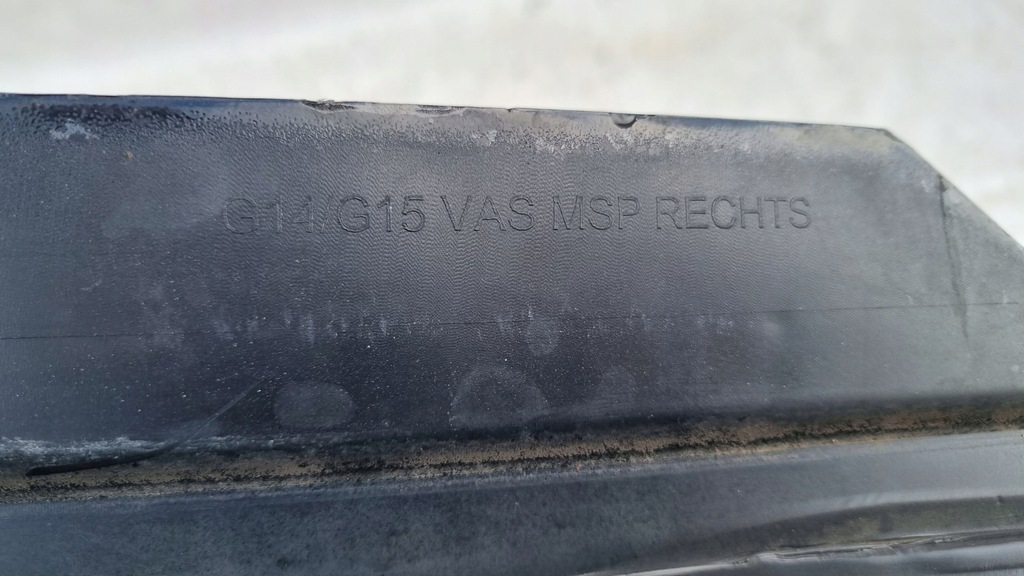 G14/G15 VAS MSP RECHTS